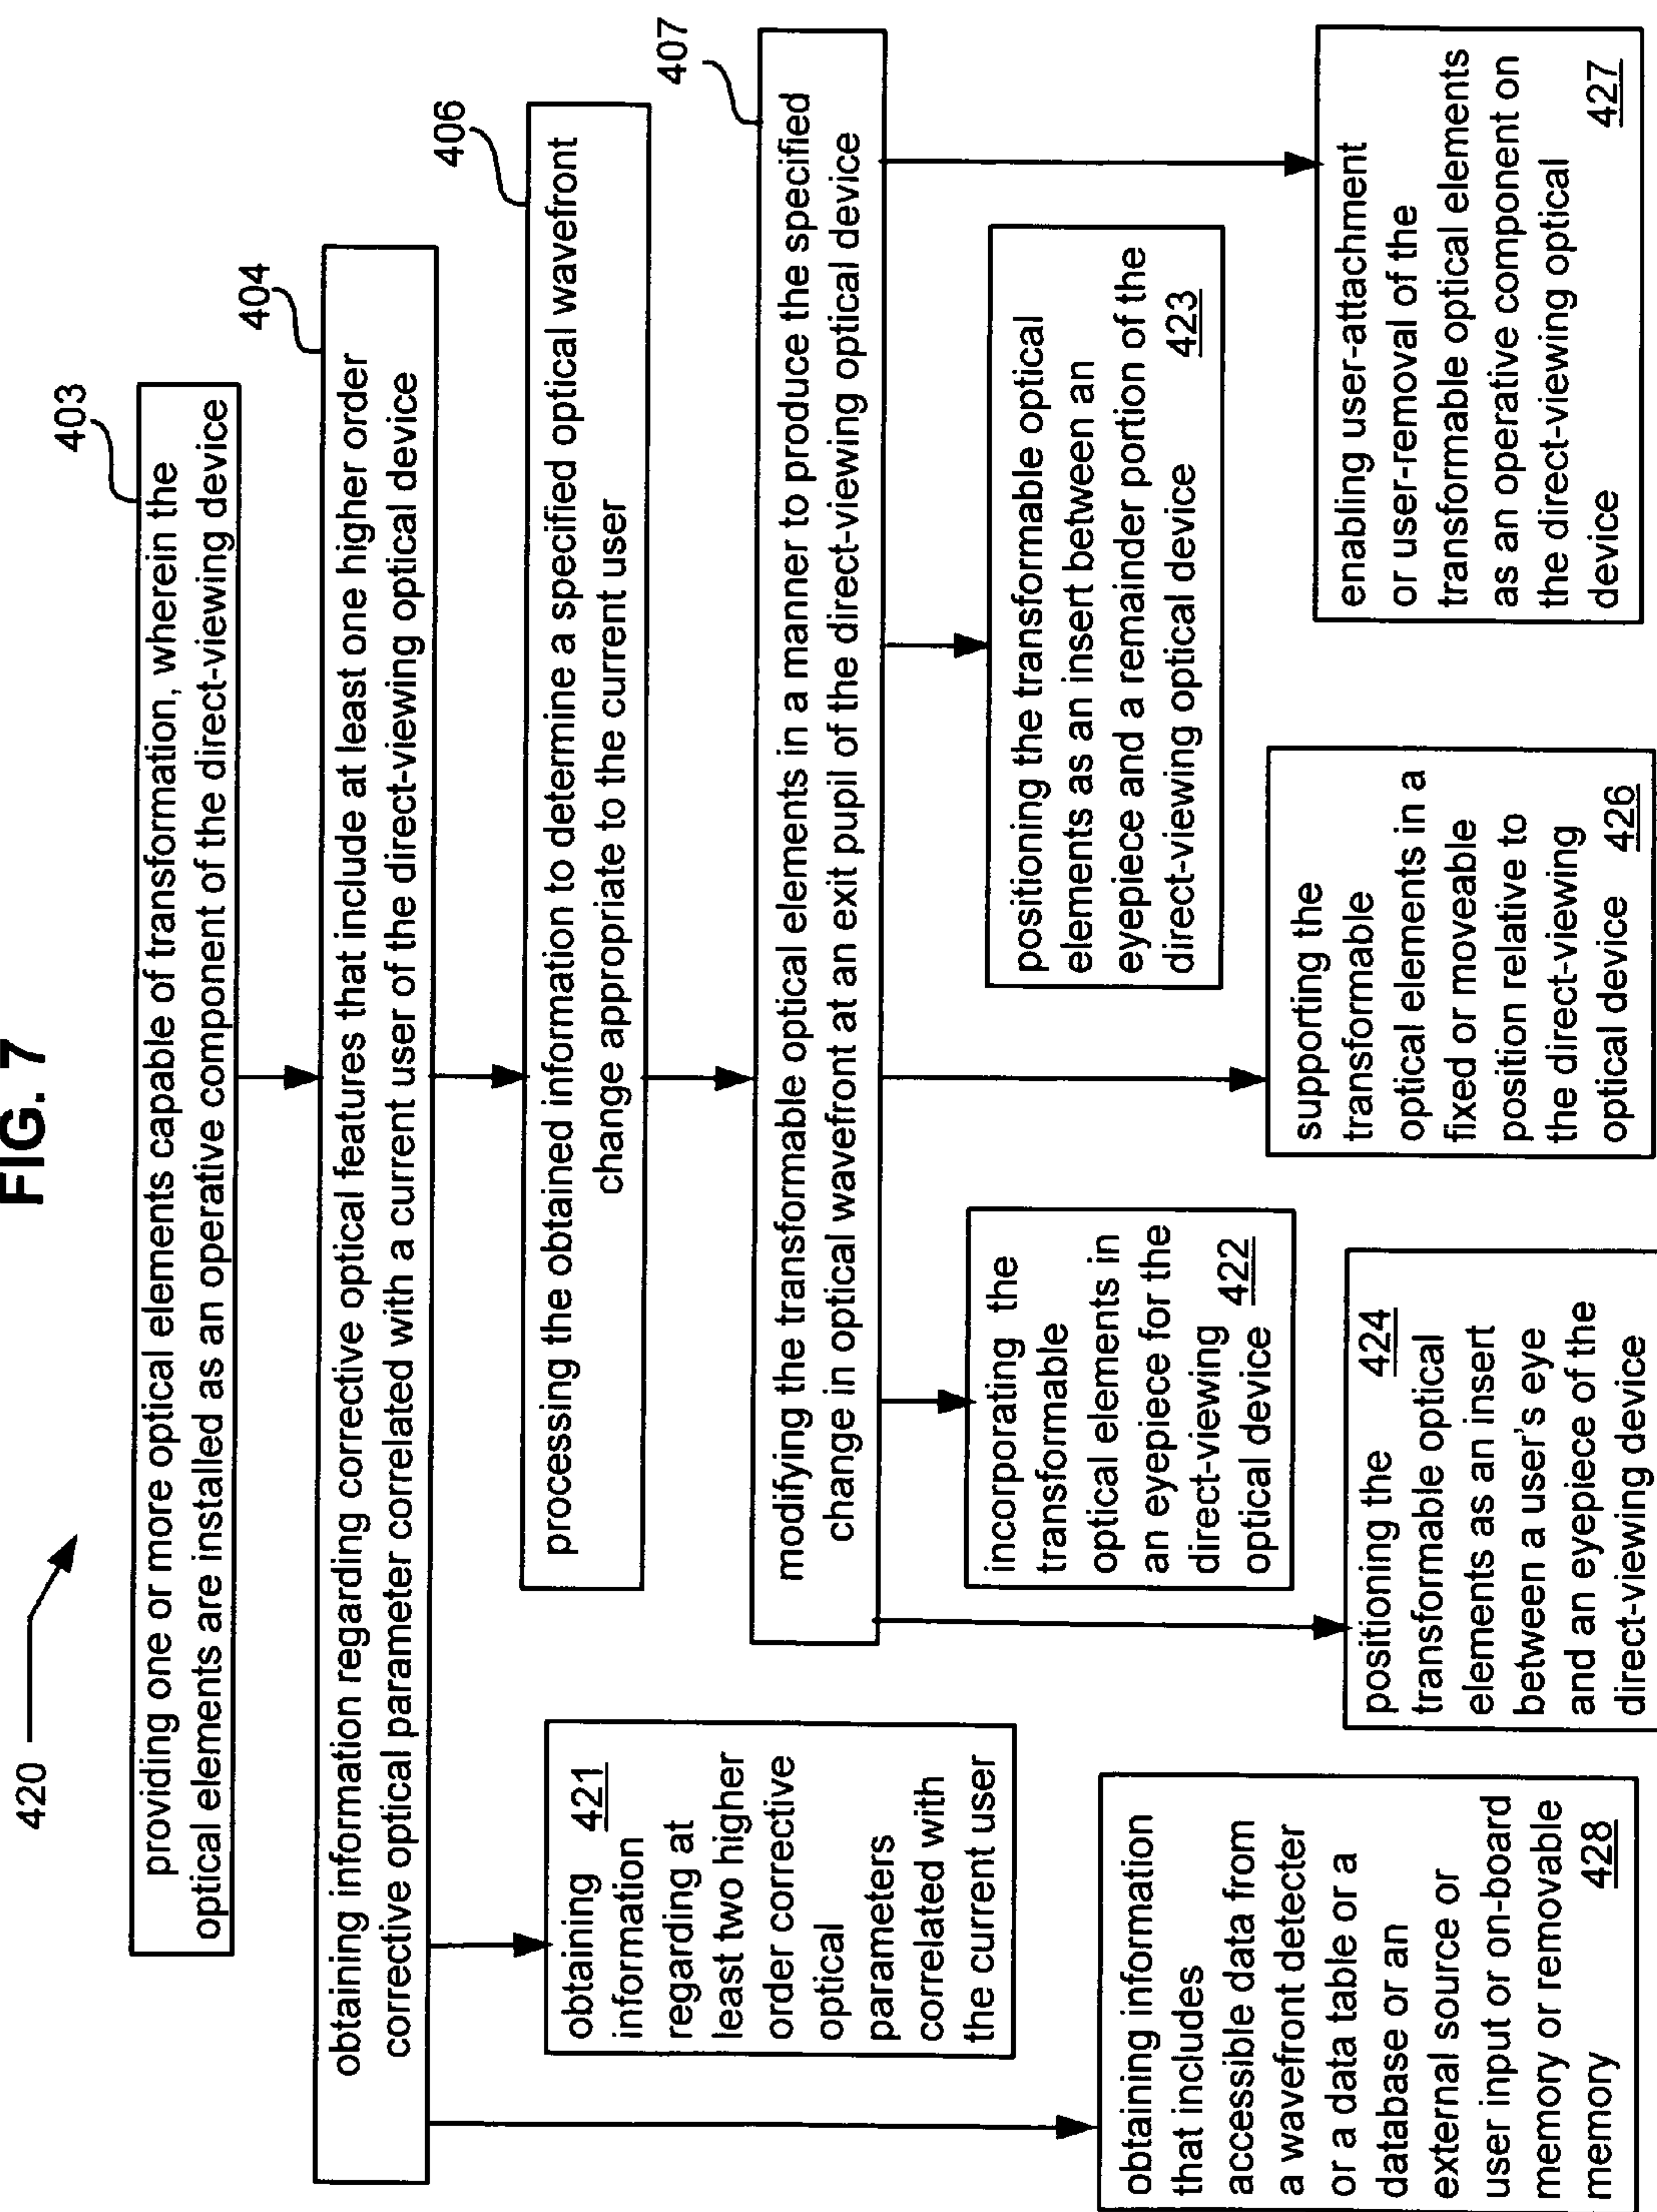 FIG. 7
420
403
providing one or more optical elements capable of transformation, wherein the
optical elements are installed as an operative component of the direct-viewing device
404
obtaining information regarding corrective optical features that include at least one higher order
corrective optical parameter correlated with a current user of the direct-viewing optical device
406
processing the obtained information to determine a specified optical wavefront
change appropriate to the current user
407
modifying the transformable optical elements in a manner to produce the specified
change in optical wavefront at an exit pupil of the direct-viewing optical device
obtaining 421
information
regarding at
least two higher
order corrective
optical
parameters
correlated with
the current user
incorporating the
transformable
optical elements in
an eyepiece for the
direct-viewing
optical device 422
positioning the transformable optical
elements as an insert between an
eyepiece and a remainder portion of the
direct-viewing optical device 423
obtaining information
that includes
accessible data from
a wavefront detecter
or a data table or a
database or an
external source or
user input or on-board
memory or removable
memory 428
positioning the 424
transformable optical
elements as an insert
between a user's eye
and an eyepiece of the
direct-viewing device
supporting the
transformable
optical elements in a
fixed or moveable
position relative to
the direct-viewing
optical device 426
enabling user-attachment
or user-removal of the
transformable optical elements
as an operative component on
the direct-viewing optical
device 427